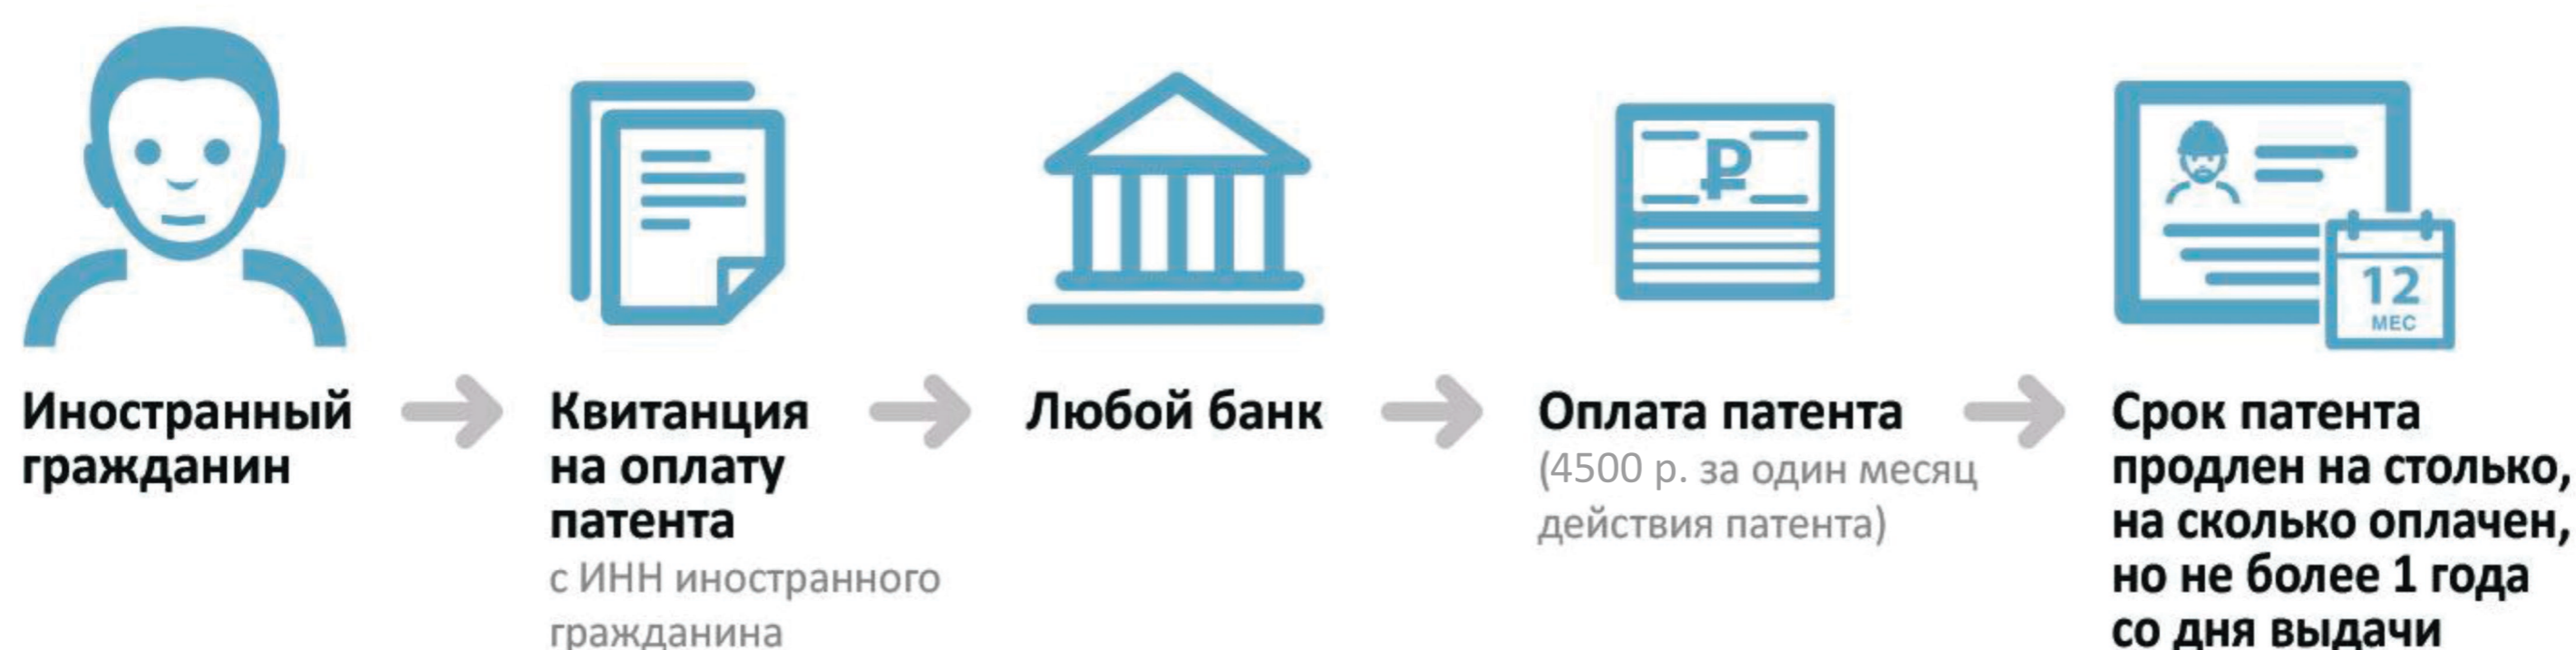 12
МЕС
Иностранный
гражданин
Квитанция
на оплату
патента
с ИНН иностранного
гражданина
Любой банк
Оплата патента
(4500 р. за один месяц
действия патента)
Срок патента
продлен на столько,
на сколько оплачен,
но не более 1 года
со дня выдачи